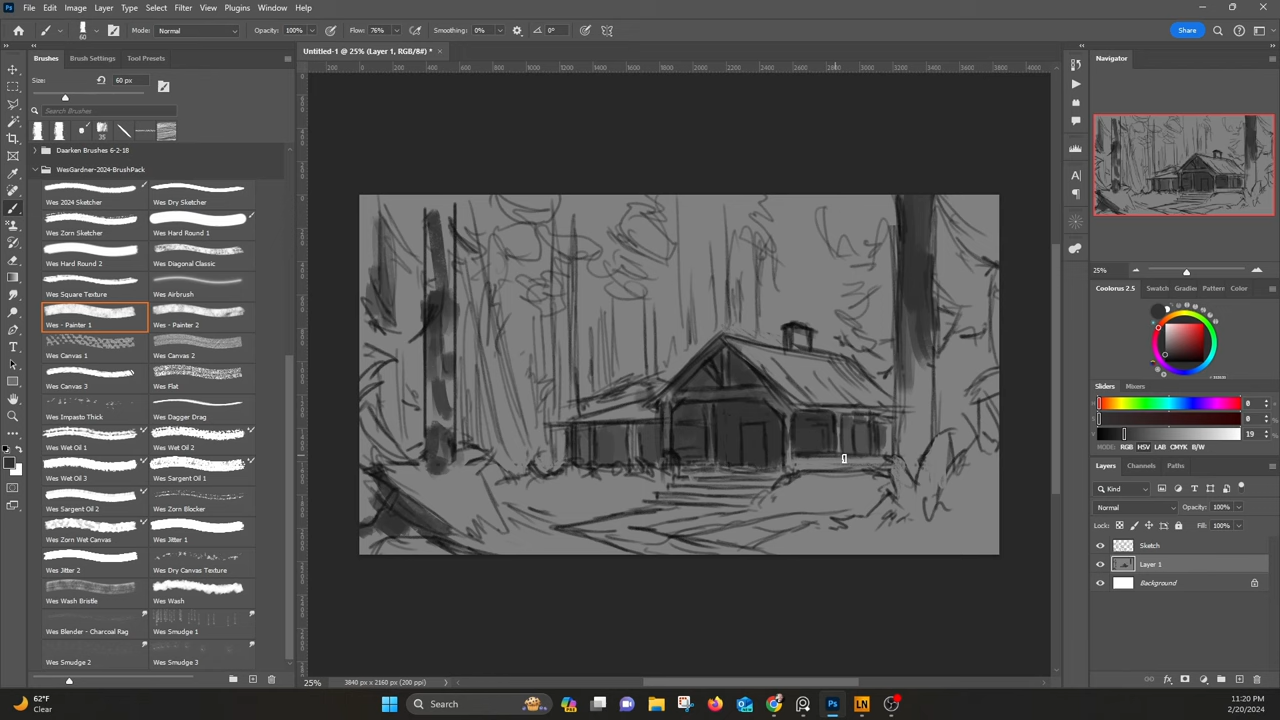 Ps File Edit Image Layer Type Select Filter View Plugins Window Help
60 Mode: Normal Opacity: 100% Flow: 76% Smoothing: 0% 0° Share
Brushes Brush Settings Tool Presets
Untitled-1 @ 25% (Layer 1, RGB/8#) *
Size: 60 px
Search Brushes
35
Daarken Brushes 6-2-18
WesGardner-2024-BrushPack
Wes 2024 Sketcher Wes Dry Sketcher
Wes Zorn Sketcher Wes Hard Round 1
Wes Hard Round 2 Wes Diagonal Classic
Wes Square Texture Wes Airbrush
Wes - Painter 1 Wes - Painter 2
Wes Canvas 1 Wes Canvas 2
Wes Canvas 3 Wes Flat
Wes Impasto Thick Wes Dagger Drag
Wes Wet Oil 1 Wes Wet Oil 2
Wes Wet Oil 3 Wes Sargent Oil 1
Wes Sargent Oil 2 Wes Zorn Blocker
Wes Zorn Wet Canvas Wes Jitter 1
Wes Jitter 2 Wes Dry Canvas Texture
Wes Wash Bristle Wes Wash
Wes Blender - Charcoal Rag Wes Smudge 1
Wes Smudge 2 Wes Smudge 3
25% 3840 px x 2160 px (200 ppi)
Navigator
25%
Coolorus 2.5 Swatch Gradien Pattern Color
Sliders Mixers
0
0
19
MODE: RGB HSV LAB CMYK B/W
Layers Channels Paths
Kind
Normal Opacity: 100%
Lock: Fill: 100%
Sketch
Layer 1
Background
62°F
Clear
Search
11:20 PM
2/20/2024